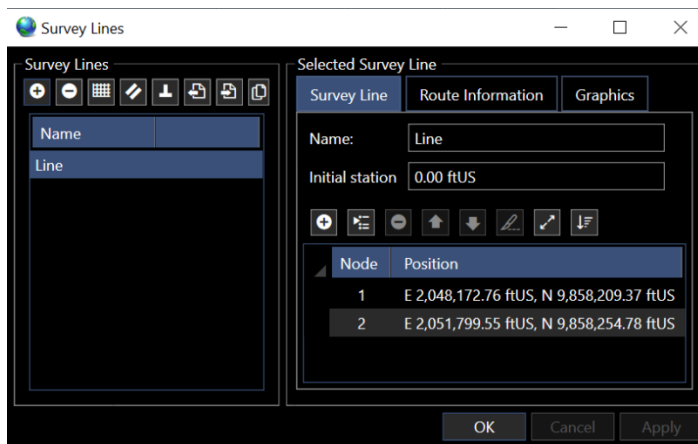 Survey Lines
Survey Lines
Name
Line
Selected Survey Line
Survey Line Route Information Graphics
Name: Line
Initial station 0.00 ftUS
Node Position
1 E 2,048,172.76 ftUS, N 9,858,209.37 ftUS
2 E 2,051,799.55 ftUS, N 9,858,254.78 ftUS
OK Cancel Apply